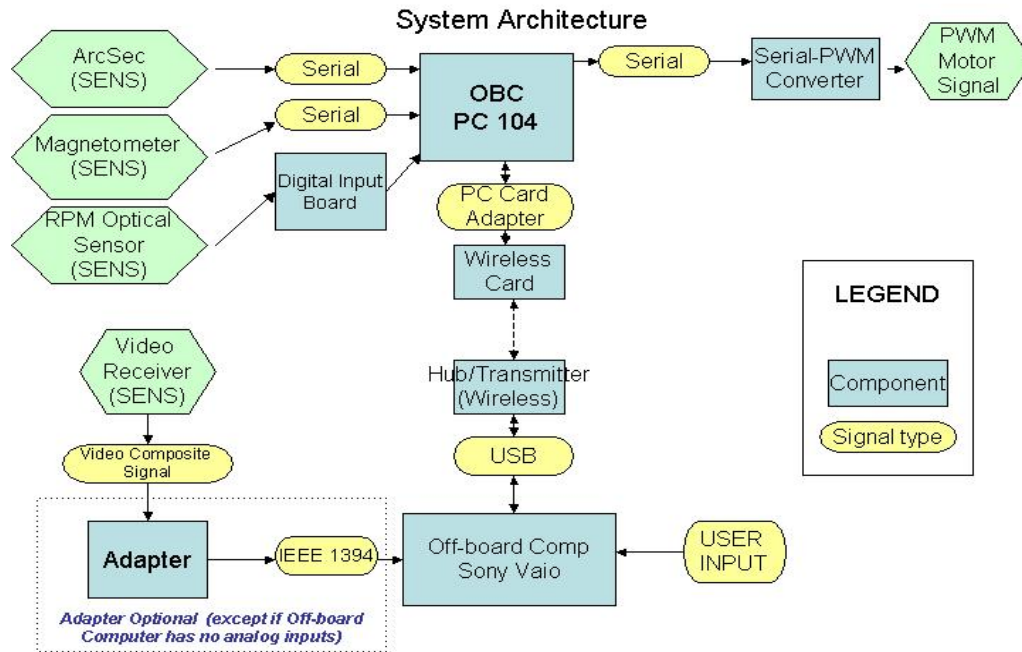 System Architecture
ArcSec
(SENS)
Serial
OBC
PC 104
Serial
Serial-PWM
Converter
PWM
Motor
Signal
Magnetometer
(SENS)
Serial
Digital Input
Board
RPM Optical
Sensor
(SENS)
PC Card
Adapter
Wireless
Card
LEGEND
Component
Signal type
Video
Receiver
(SENS)
Hub/Transmitter
(Wireless)
Video Composite
Signal
USB
Adapter
IEEE 1394
Off-board Comp
Sony Vaio
USER
INPUT
Adapter Optional (except if Off-board
Computer has no analog inputs)